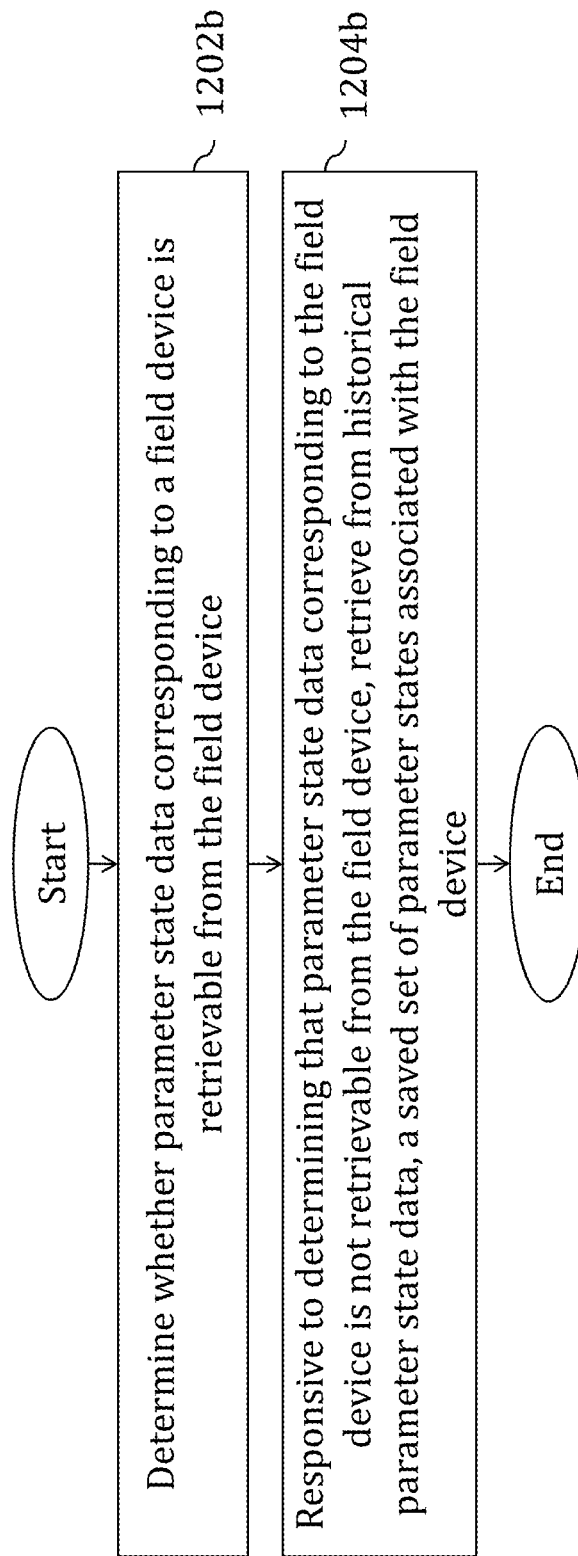 Start
Determine whether parameter state data corresponding to a field device is
retrievable from the field device
1202b
Responsive to determining that parameter state data corresponding to the field
device is not retrievable from the field device, retrieve from historical
parameter state data, a saved set of parameter states associated with the field
device
1204b
End